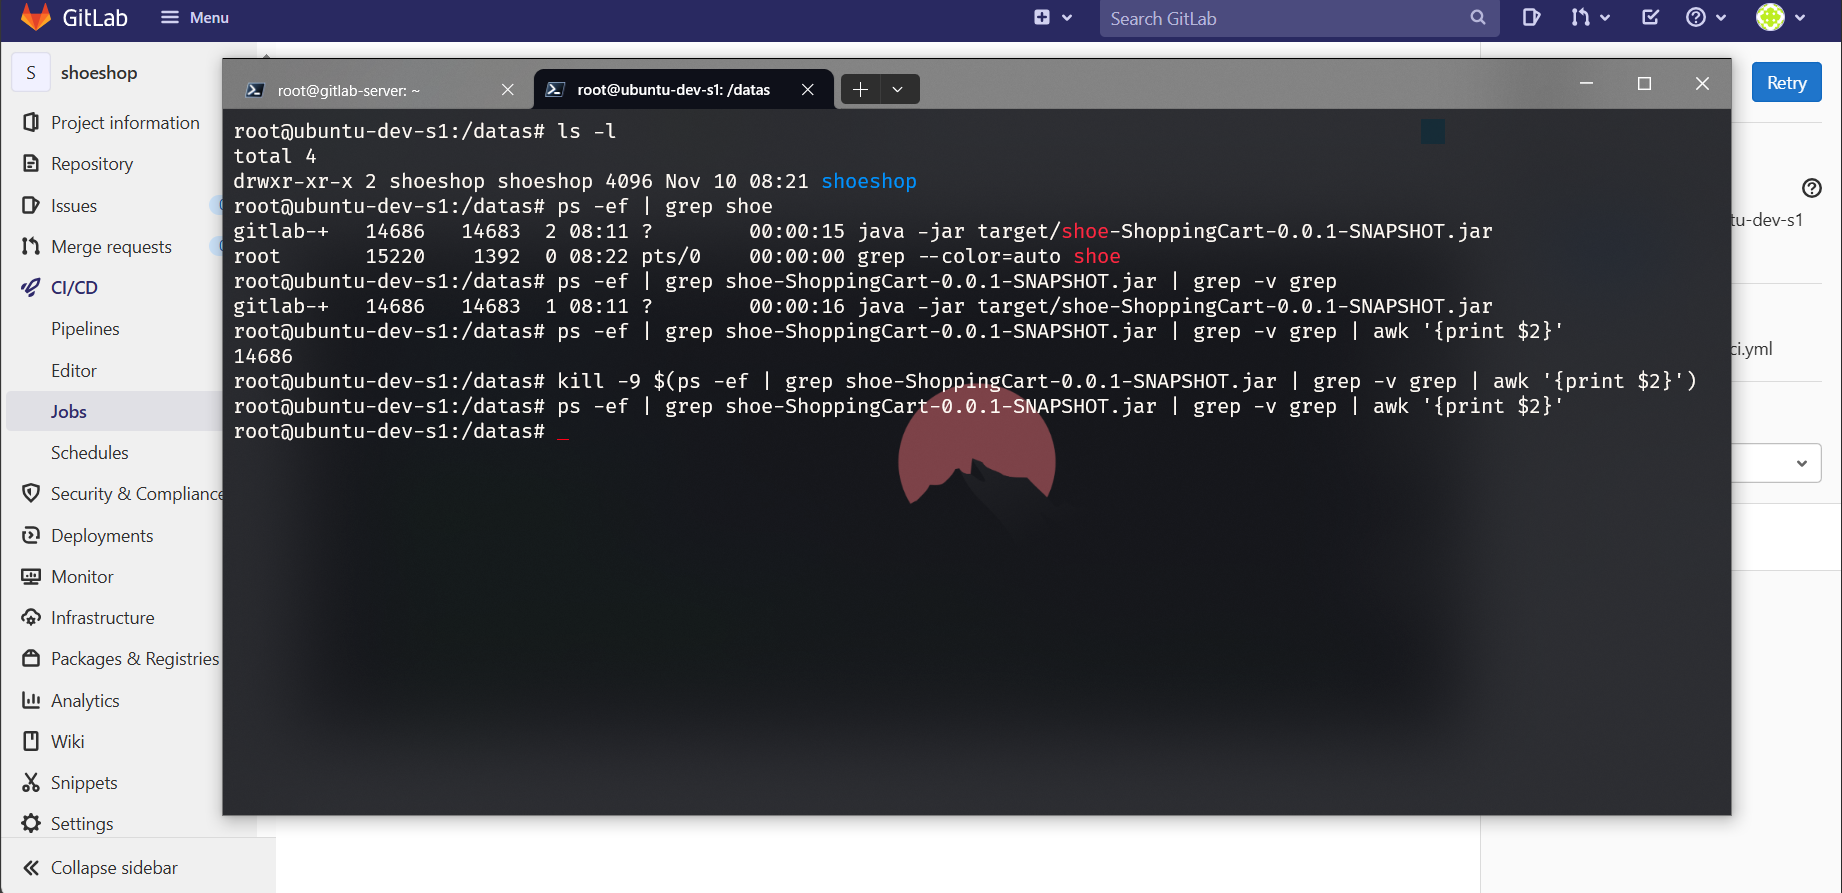 GitLab
Menu
Search GitLab
S shoeshop
Project information
Repository
Issues
Merge requests
CI/CD
Pipelines
Editor
Jobs
Schedules
Security & Compliance
Deployments
Monitor
Infrastructure
Packages & Registries
Analytics
Wiki
Snippets
Settings
Collapse sidebar
root@gitlab-server: ~
root@ubuntu-dev-s1: /datas
root@ubuntu-dev-s1:/datas# ls -l
total 4
drwxr-xr-x 2 shoeshop shoeshop 4096 Nov 10 08:21 shoeshop
root@ubuntu-dev-s1:/datas# ps -ef | grep shoe
gitlab-+   14686   14683  2 08:11 ?        00:00:15 java -jar target/shoe-ShoppingCart-0.0.1-SNAPSHOT.jar
root       15220    1392  0 08:22 pts/0    00:00:00 grep --color=auto shoe
root@ubuntu-dev-s1:/datas# ps -ef | grep shoe-ShoppingCart-0.0.1-SNAPSHOT.jar | grep -v grep
gitlab-+   14686   14683  1 08:11 ?        00:00:16 java -jar target/shoe-ShoppingCart-0.0.1-SNAPSHOT.jar
root@ubuntu-dev-s1:/datas# ps -ef | grep shoe-ShoppingCart-0.0.1-SNAPSHOT.jar | grep -v grep | awk '{print $2}'
14686
root@ubuntu-dev-s1:/datas# kill -9 $(ps -ef | grep shoe-ShoppingCart-0.0.1-SNAPSHOT.jar | grep -v grep | awk '{print $2}')
root@ubuntu-dev-s1:/datas# ps -ef | grep shoe-ShoppingCart-0.0.1-SNAPSHOT.jar | grep -v grep | awk '{print $2}'
root@ubuntu-dev-s1:/datas# _
Retry
tu-dev-s1
ci.yml